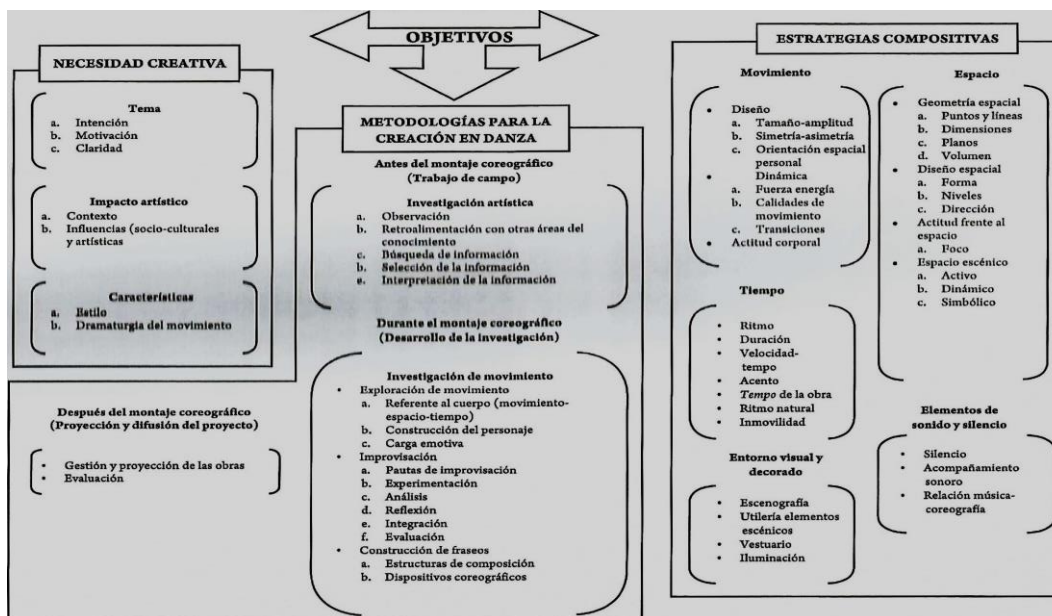 OBJETIVOS
NECESIDAD CREATIVA
Tema
a. Intención
b. Motivación
c. Claridad
Impacto artístico
a. Contexto
b. Influencias (socio-culturales
y artísticas
Características
a. Estilo
b. Dramaturgia del movimiento
METODOLOGÍAS PARA LA
CREACIÓN EN DANZA
Antes del montaje coreográfico
(Trabajo de campo)
Investigación artística
a. Observación
b. Retroalimentación con otras áreas del
conocimiento
c. Búsqueda de información
b. Selección de la información
e. Interpretación de la información
Durante el montaje coreográfico
(Desarrollo de la investigación)
Investigación de movimiento
• Exploración de movimiento
a. Referente al cuerpo (movimiento-
espacio-tiempo)
b. Construcción del personaje
c. Carga emotiva
• Improvisación
a. Pautas de improvisación
b. Experimentación
c. Análisis
d. Reflexión
e. Integración
f. Evaluación
• Construcción de fraseos
a. Estructuras de composición
b. Dispositivos coreográficos
Después del montaje coreográfico
(Proyección y difusión del proyecto)
• Gestión y proyección de las obras
• Evaluación
ESTRATEGIAS COMPOSITIVAS
Movimiento
• Diseño
a. Tamaño-amplitud
b. Simetría-asimetría
c. Orientación espacial
personal
• Dinámica
a. Fuerza energía
b. Calidades de
movimiento
c. Transiciones
• Actitud corporal
Tiempo
• Ritmo
• Duración
• Velocidad-
tempo
• Acento
• Tempo de la obra
• Ritmo natural
• Inmovilidad
Entorno visual y
decorado
• Escenografía
• Utilería elementos
escénicos
• Vestuario
• Iluminación
Espacio
• Geometría espacial
a. Puntos y líneas
b. Dimensiones
c. Planos
d. Volumen
• Diseño espacial
a. Forma
b. Niveles
c. Dirección
• Actitud frente al
espacio
a. Foco
• Espacio escénico
a. Activo
b. Dinámico
c. Simbólico
Elementos de
sonido y silencio
• Silencio
• Acompañamiento
sonoro
• Relación música-
coreografía